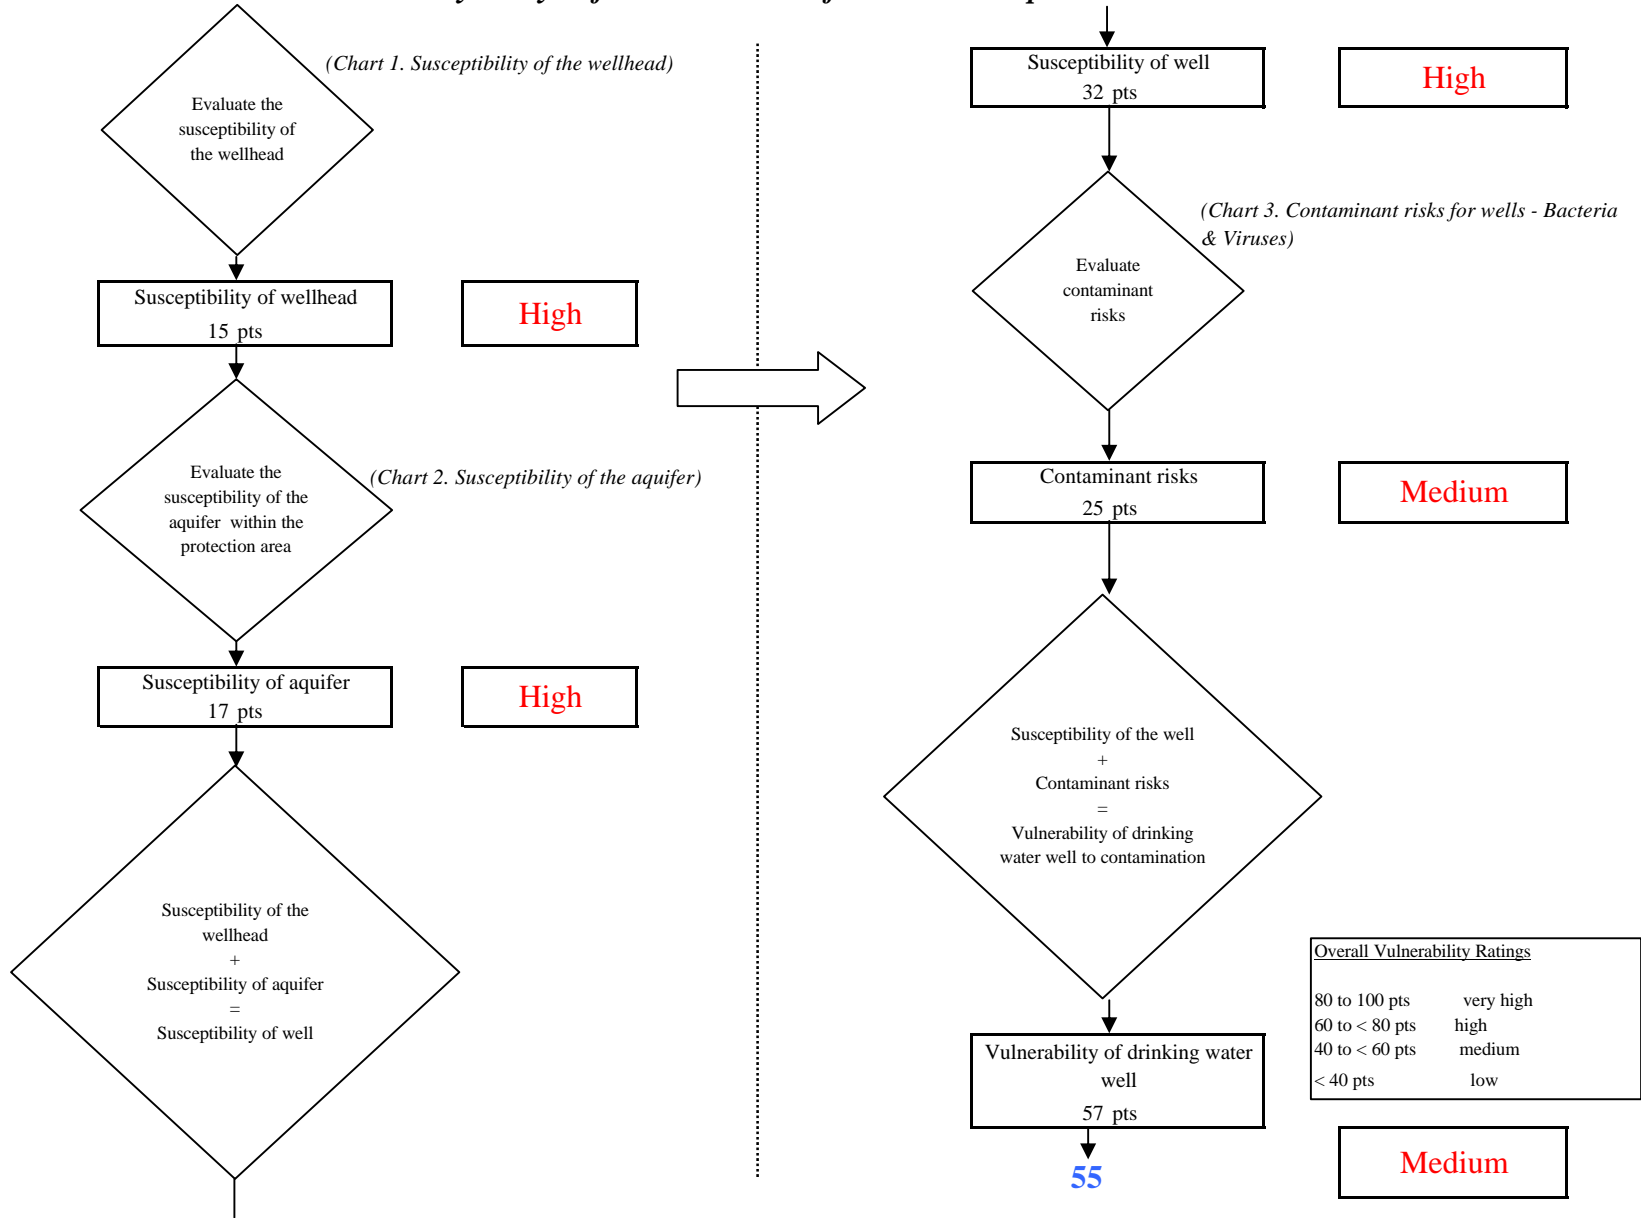 (Chart 1. Susceptibility of the wellhead)
Evaluate the
susceptibility of
the wellhead
Susceptibility of wellhead
15 pts
High
Evaluate the
susceptibility of the
aquifer within the
protection area
(Chart 2. Susceptibility of the aquifer)
Susceptibility of aquifer
17 pts
High
Susceptibility of the
wellhead
+
Susceptibility of aquifer
=
Susceptibility of well
Susceptibility of well
32 pts
High
(Chart 3. Contaminant risks for wells - Bacteria
& Viruses)
Evaluate
contaminant
risks
Contaminant risks
25 pts
Medium
Susceptibility of the well
+
Contaminant risks
=
Vulnerability of drinking
water well to contamination
Overall Vulnerability Ratings
80 to 100 pts very high
60 to < 80 pts high
40 to < 60 pts medium
< 40 pts low
Vulnerability of drinking water
well
57 pts
55
Medium